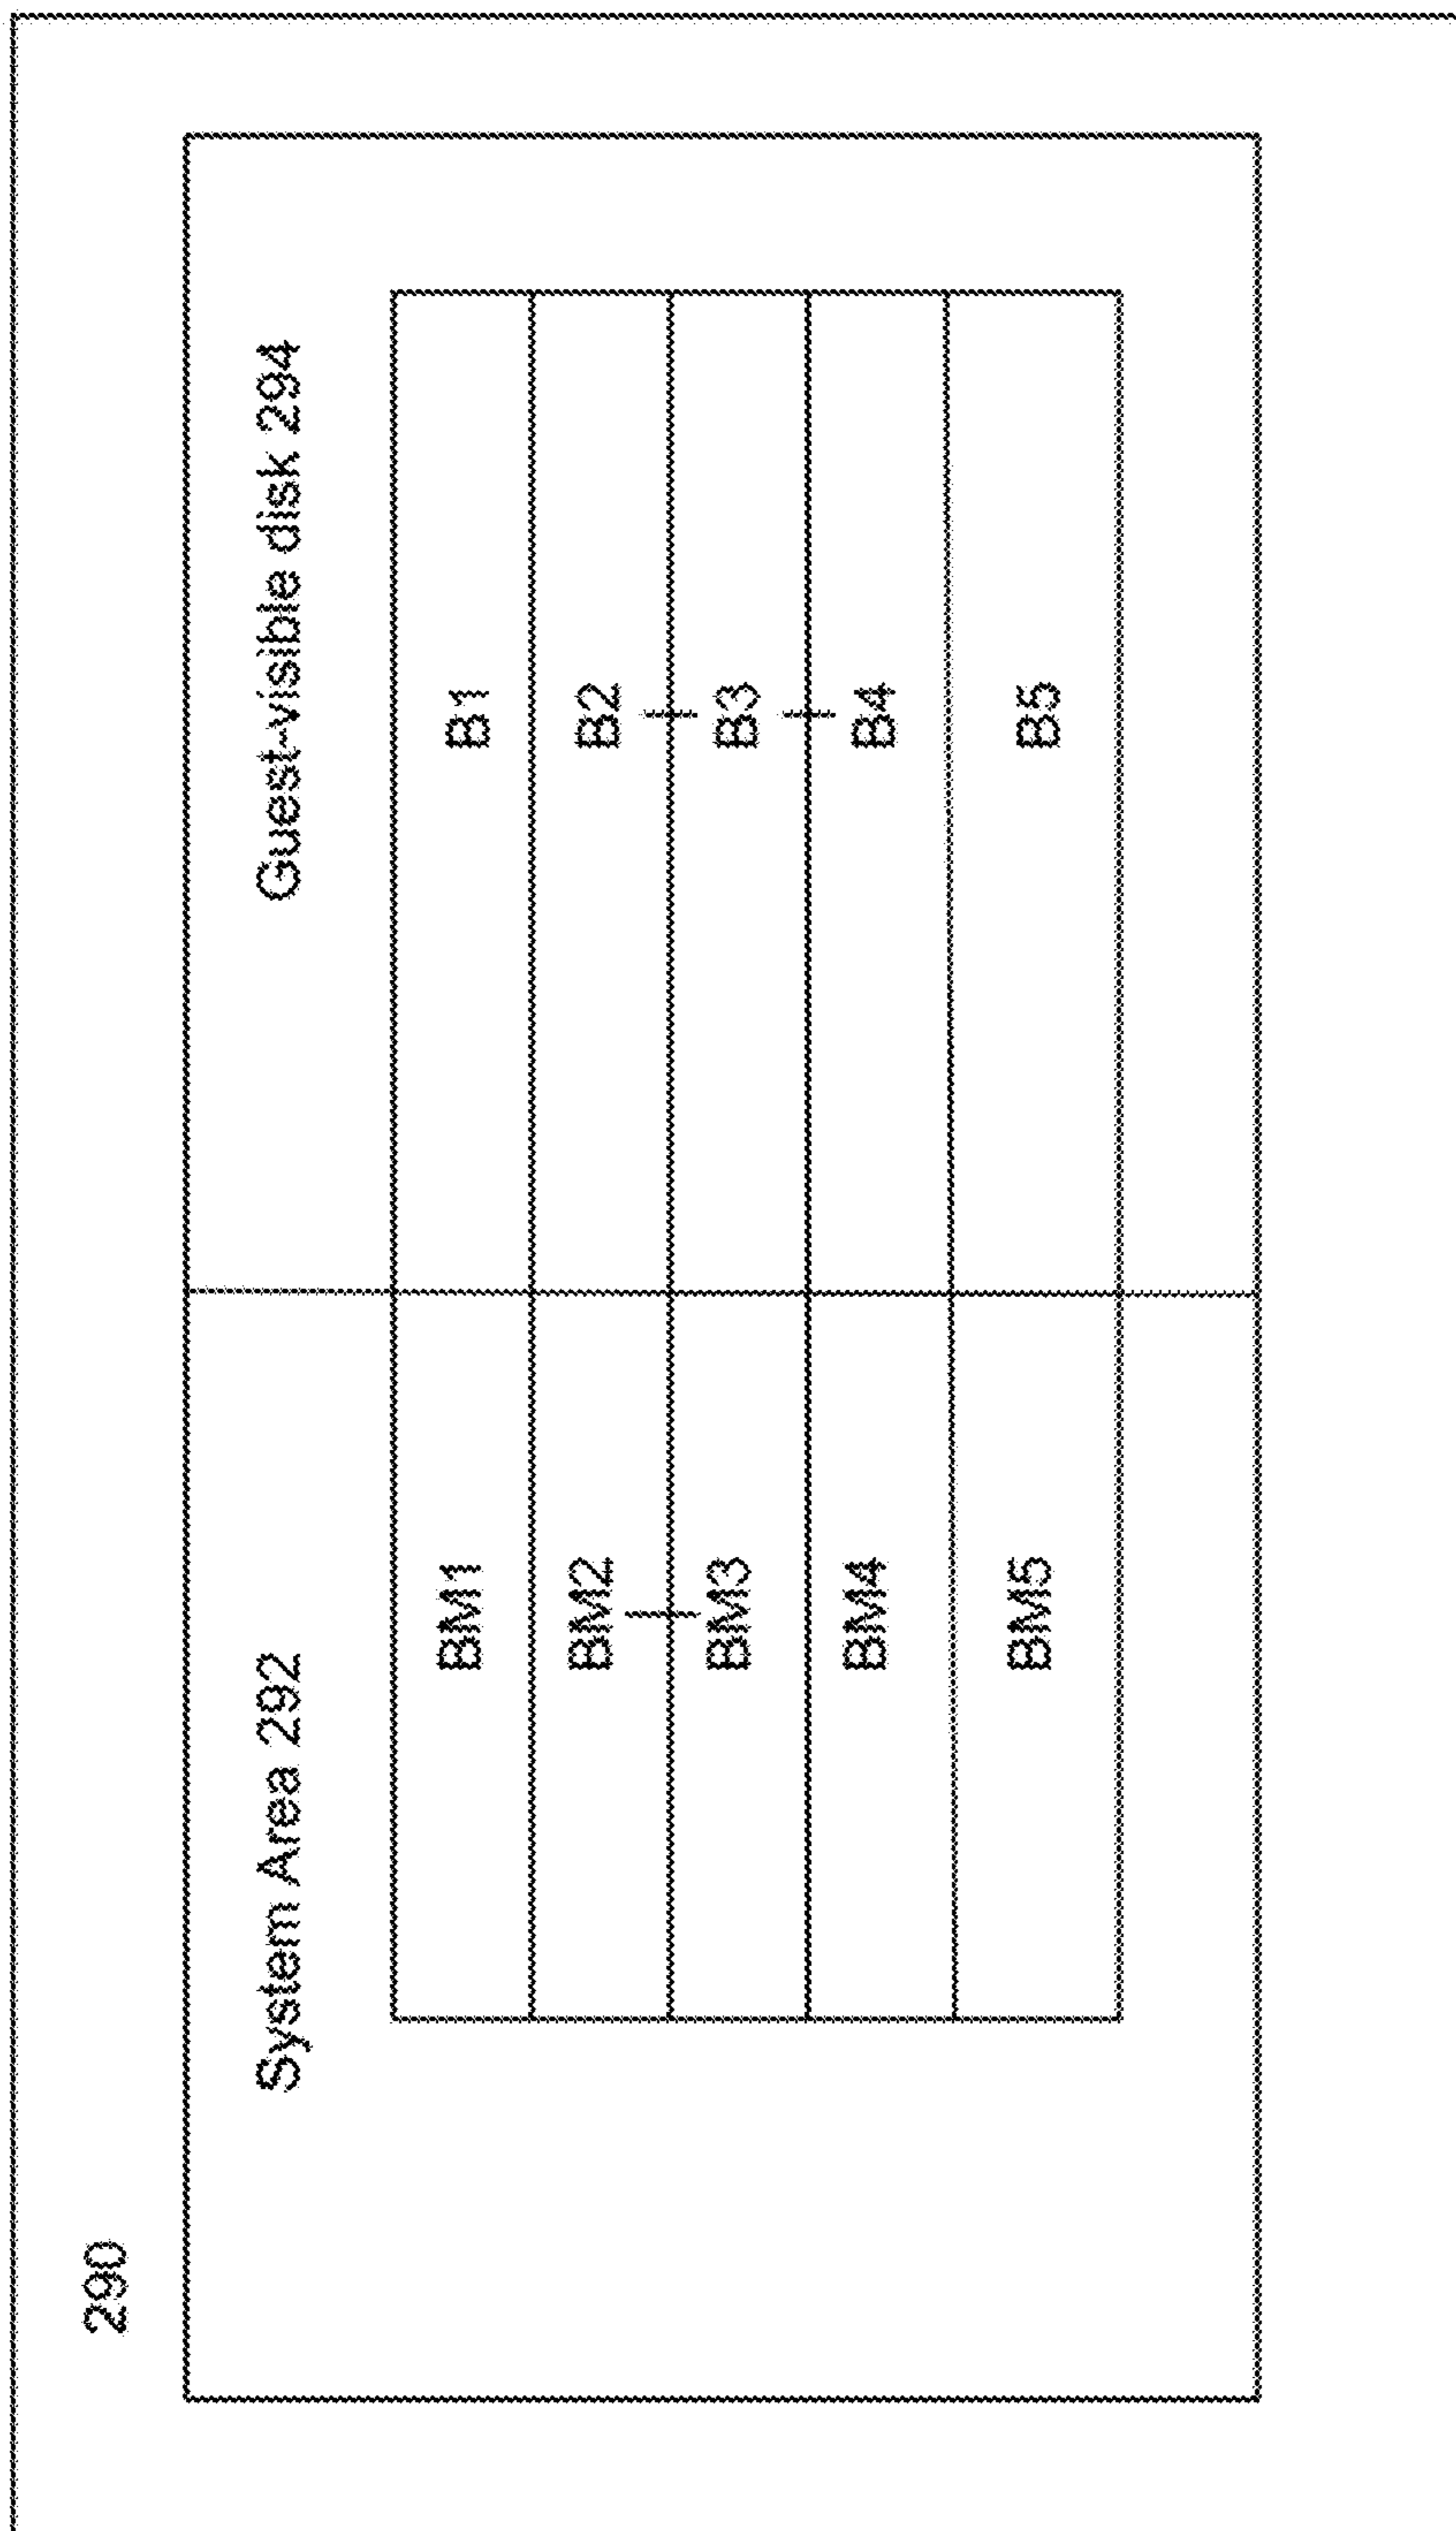 290
System Area 292
Guest-visible disk 294
BM1
B1
BM2
B2
BM3
B3
BM4
B4
BM5
B5